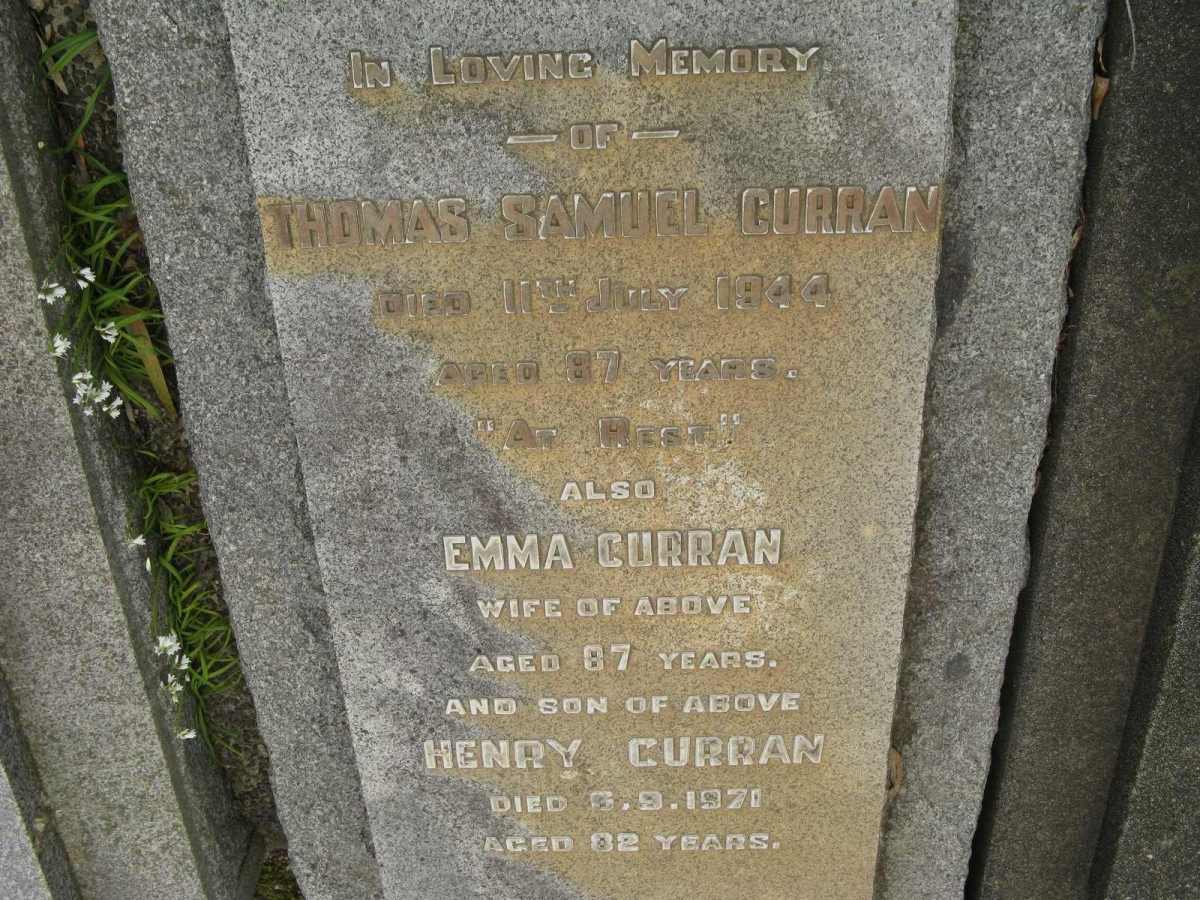 In Loving Memory
— OF —
THOMAS SAMUEL CURRAN
Died 11TH July 1944
AGED 87 YEARS.
"At Rest."
ALSO
EMMA CURRAN
WIFE OF ABOVE
AGED 87 YEARS.
AND SON OF ABOVE
HENRY CURRAN
DIED 6.9.1971
AGED 82 YEARS.